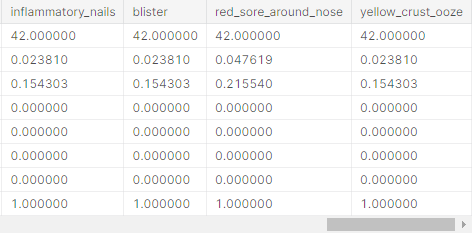 inflammatory_nails blister red_sore_around_nose yellow_crust_ooze
42.000000 42.000000 42.000000 42.000000
0.023810 0.023810 0.047619 0.023810
0.154303 0.154303 0.215540 0.154303
0.000000 0.000000 0.000000 0.000000
0.000000 0.000000 0.000000 0.000000
0.000000 0.000000 0.000000 0.000000
0.000000 0.000000 0.000000 0.000000
1.000000 1.000000 1.000000 1.000000